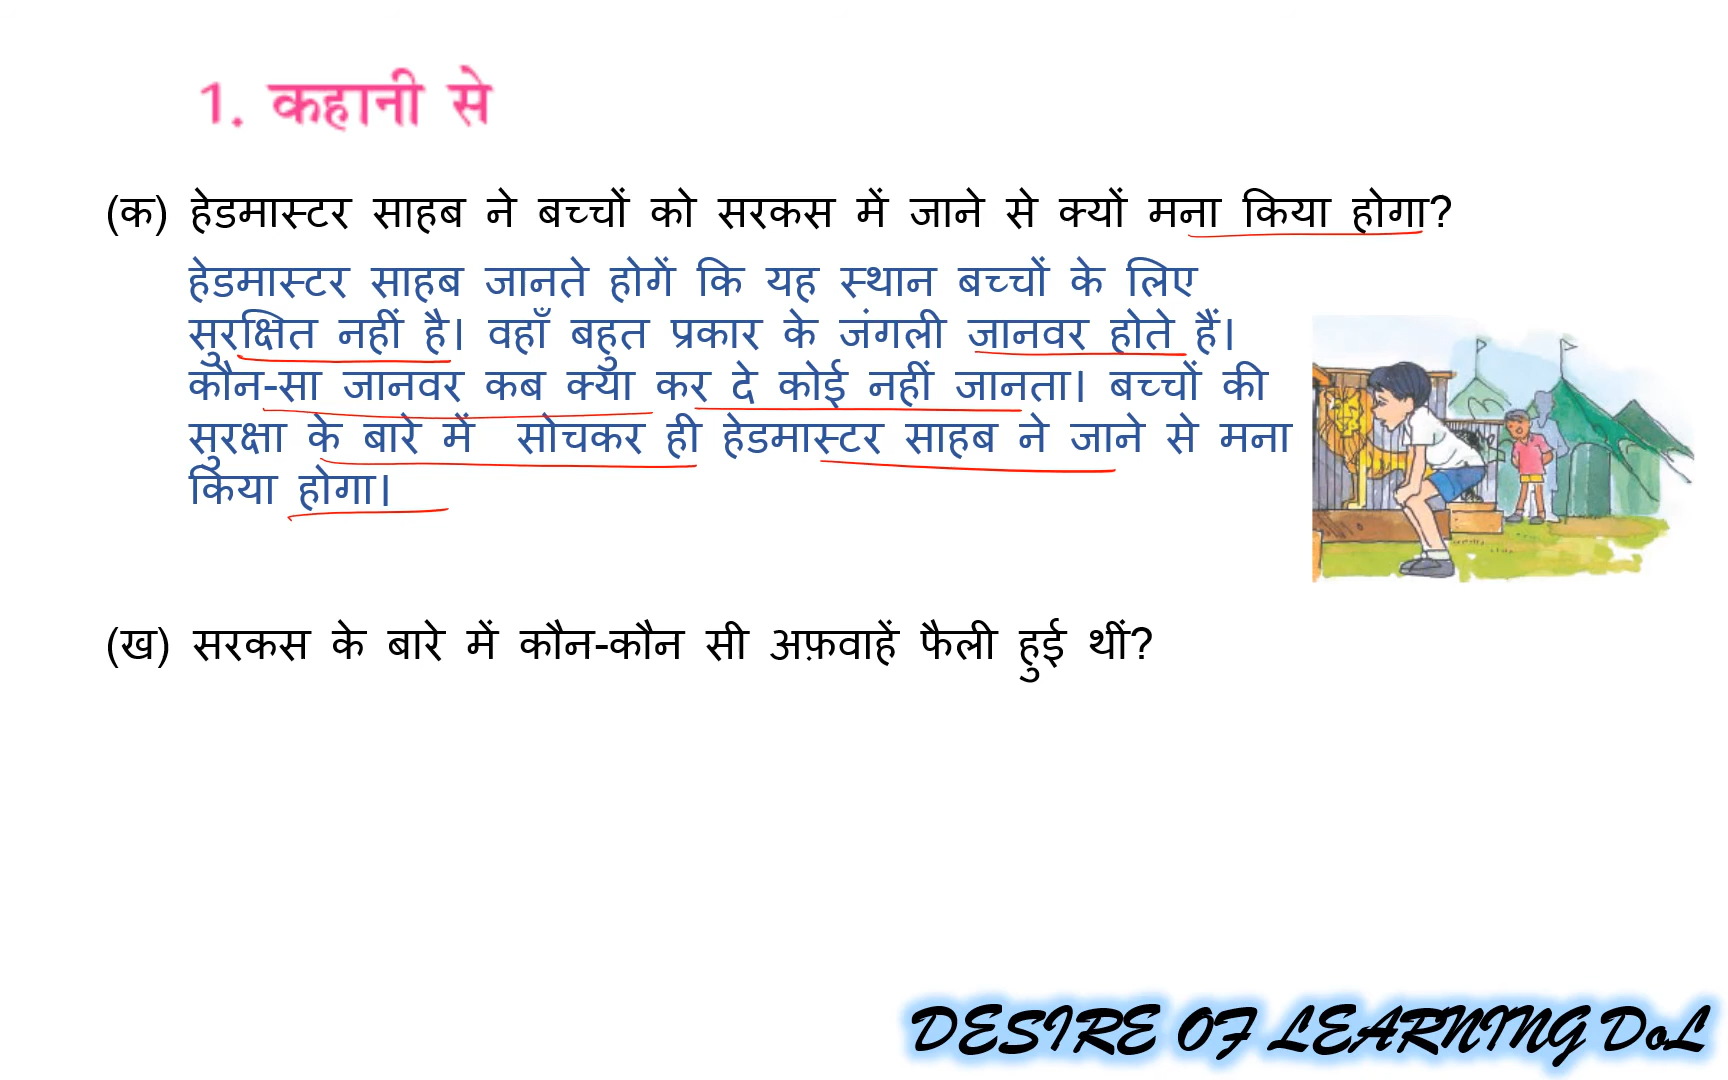 1. कहानी से
(क) हेडमास्टर साहब ने बच्चों को सरकस में जाने से क्यों मना किया होगा?
हेडमास्टर साहब जानते होगें कि यह स्थान बच्चों के लिए
सुरक्षित नहीं है। वहाँ बहुत प्रकार के जंगली जानवर होते हैं।
कौन-सा जानवर कब क्या कर दे कोई नहीं जानता। बच्चों की
सुरक्षा के बारे में सोचकर ही हेडमास्टर साहब ने जाने से मना
किया होगा।
(ख) सरकस के बारे में कौन-कौन सी अफ़वाहें फैली हुई थीं?
DESIRE OF LEARNING DoL